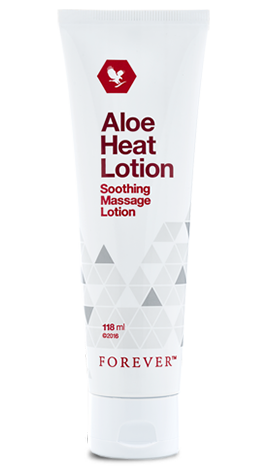 Aloe
Heat
Lotion
Soothing
Massage
Lotion
118 ml
©2016
FOREVER™